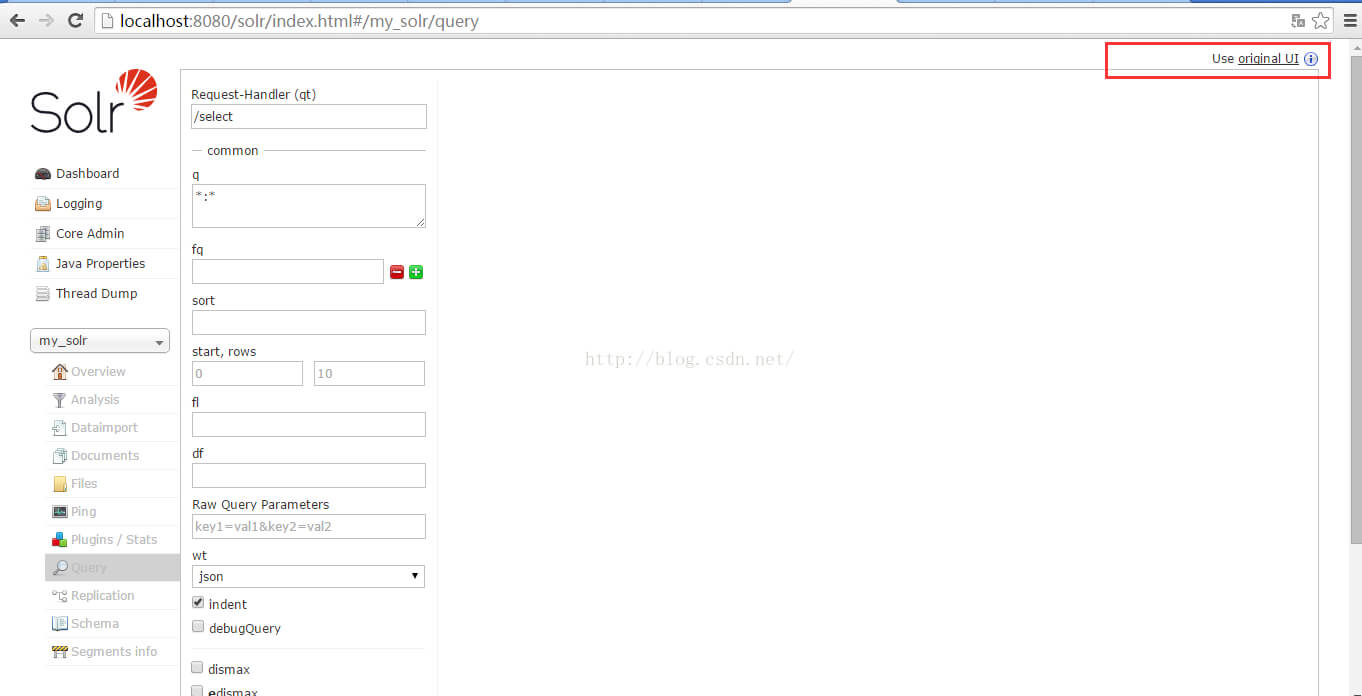 localhost:8080/solr/index.html#/my_solr/query
Use original UI
Solr
Dashboard
Logging
Core Admin
Java Properties
Thread Dump
my_solr
Overview
Analysis
Dataimport
Documents
Files
Ping
Plugins / Stats
Query
Replication
Schema
Segments info
Request-Handler (qt)
/select
common
q
*:*
fq
sort
start, rows
0 10
fl
df
Raw Query Parameters
key1=val1&key2=val2
wt
json
indent
debugQuery
dismax
edismax
http://blog.csdn.net/